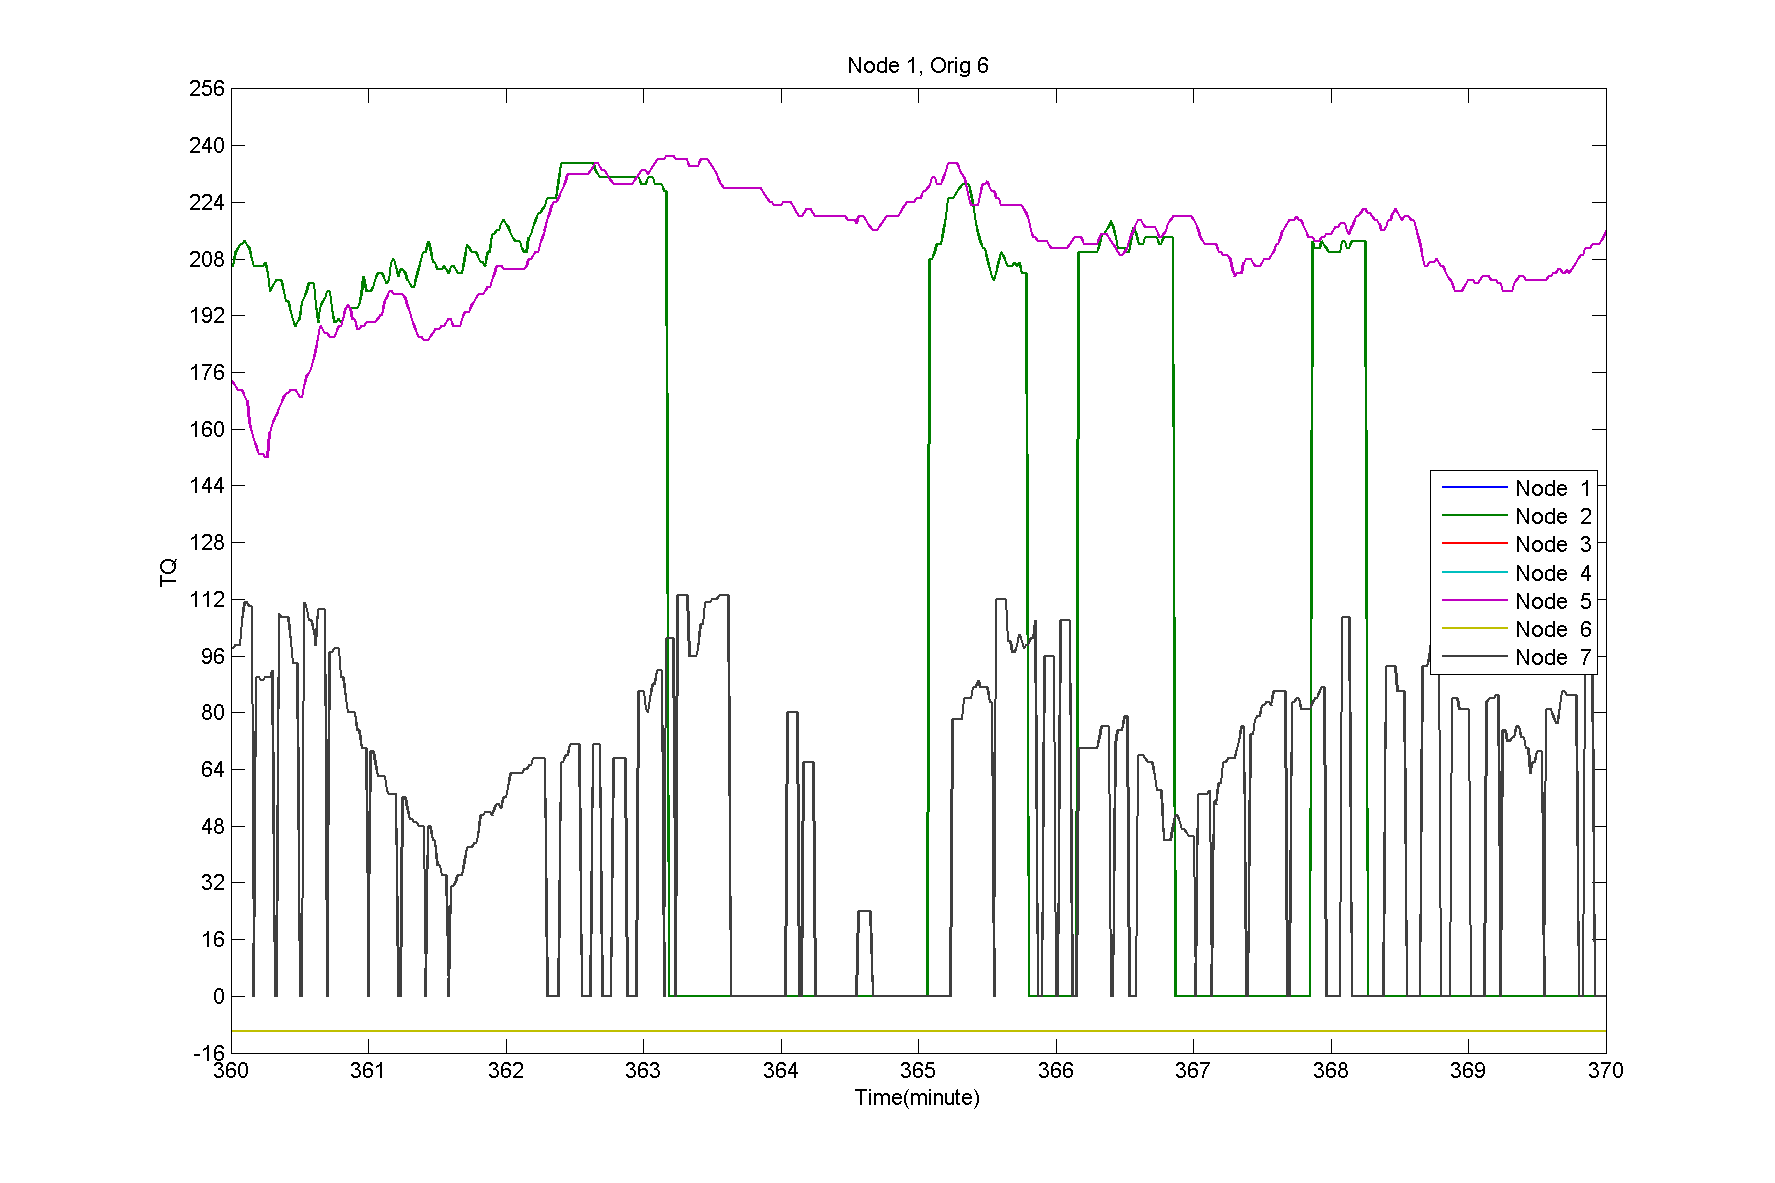 Node 1, Orig 6
256
240
224
208
192
176
160
144
128
112
96
80
64
48
32
16
0
-16
TQ
Node 1
Node 2
Node 3
Node 4
Node 5
Node 6
Node 7
360 361 362 363 364 365 366 367 368 369 370
Time(minute)